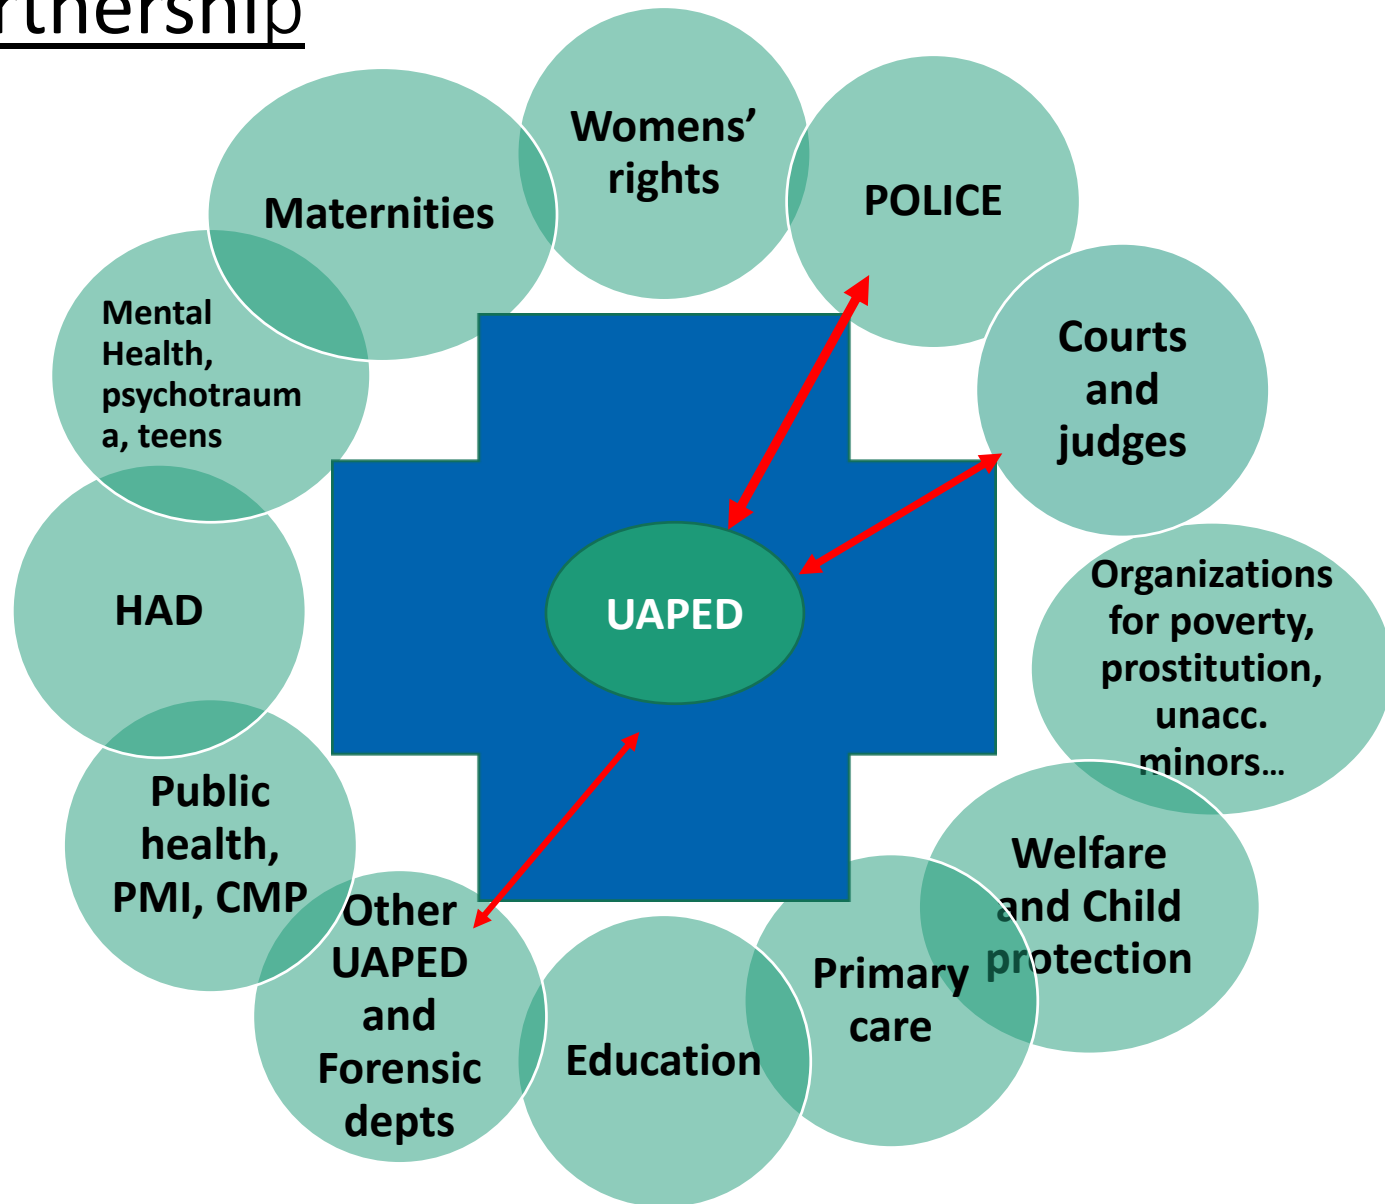 rtnership
Womens’
rights
POLICE
Maternities
Courts
and
judges
Mental
Health,
psychotraum
a, teens
Organizations
for poverty,
prostitution,
unacc.
minors...
HAD
UAPED
Public
health,
PMI, CMP
Welfare
and Child
protection
Other
UAPED
and
Forensic
depts
Primary
care
Education